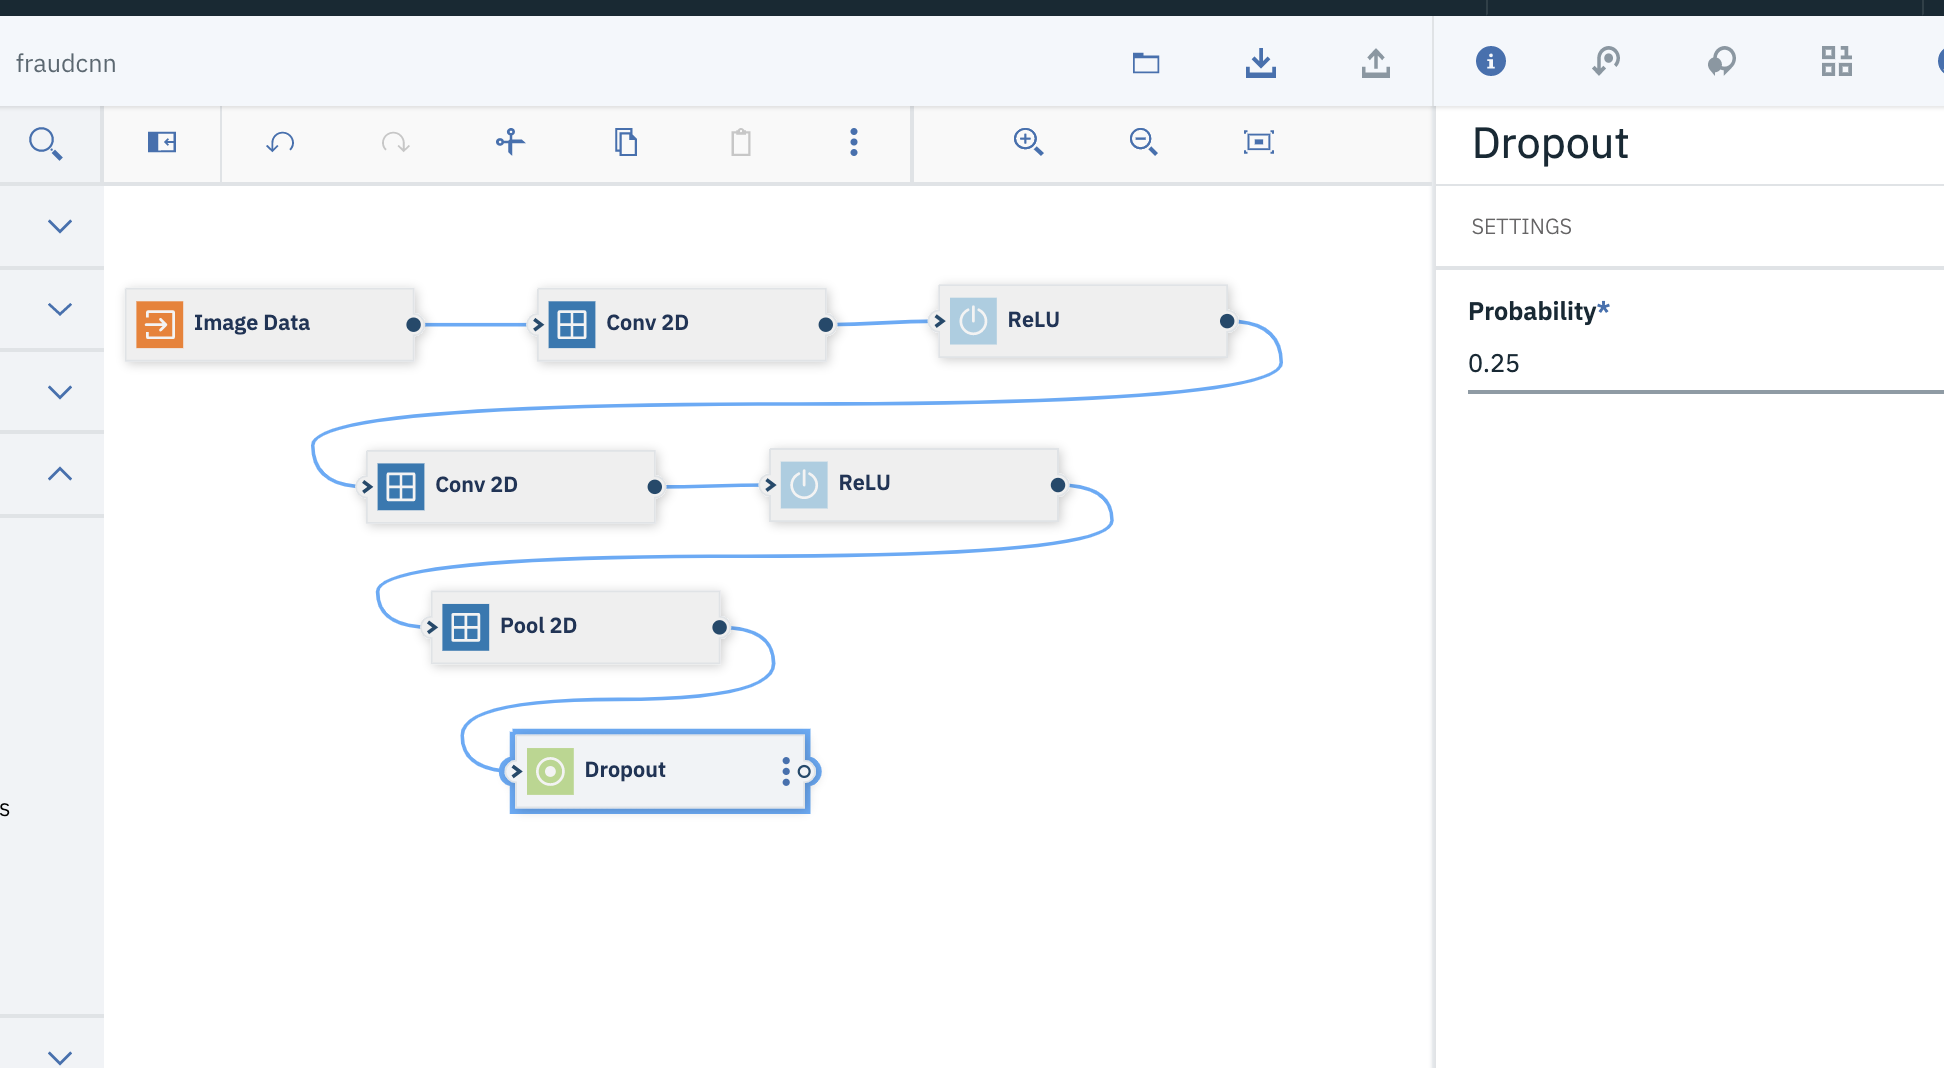 fraudcnn
Dropout
SETTINGS
Probability*
0.25
Image Data
Conv 2D
ReLU
Conv 2D
ReLU
Pool 2D
Dropout
s